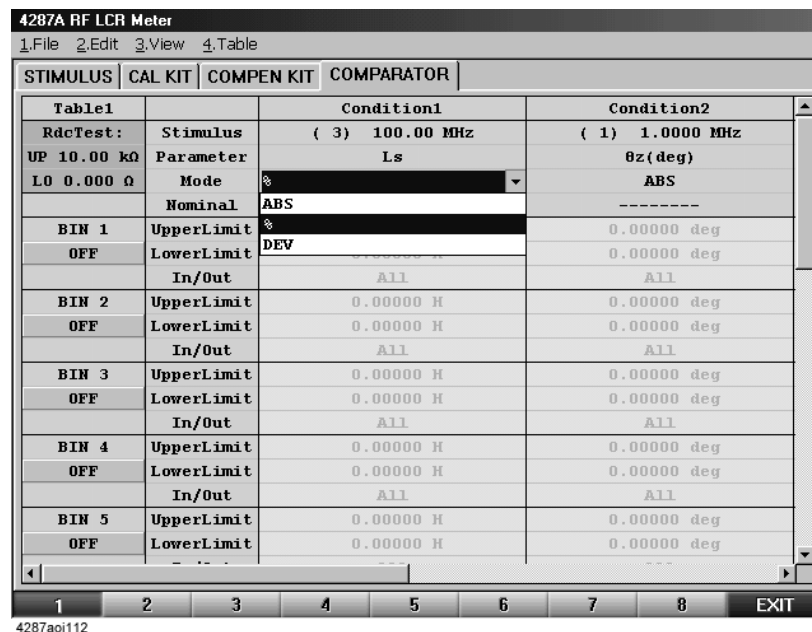 4287A RF LCR Meter
1.File 2.Edit 3.View 4.Table
STIMULUS CAL KIT COMPEN KIT COMPARATOR
Table1 Condition1 Condition2
RdcTest: Stimulus ( 3) 100.00 MHz ( 1) 1.0000 MHz
UP 10.00 kΩ Parameter Ls θz(deg)
LO 0.000 Ω Mode % ABS
Nominal ABS --------
BIN 1 UpperLimit % 0.00000 deg
OFF LowerLimit DEV 0.00000 deg
In/Out All All
BIN 2 UpperLimit 0.00000 H 0.00000 deg
OFF LowerLimit 0.00000 H 0.00000 deg
In/Out All All
BIN 3 UpperLimit 0.00000 H 0.00000 deg
OFF LowerLimit 0.00000 H 0.00000 deg
In/Out All All
BIN 4 UpperLimit 0.00000 H 0.00000 deg
OFF LowerLimit 0.00000 H 0.00000 deg
In/Out All All
BIN 5 UpperLimit 0.00000 H 0.00000 deg
OFF LowerLimit 0.00000 H 0.00000 deg
1 2 3 4 5 6 7 8 EXIT
4287aoj112